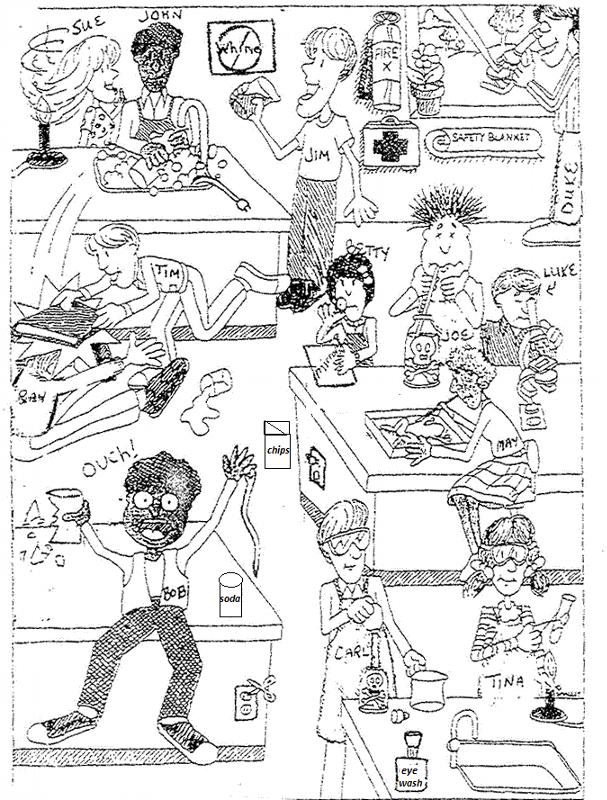 SUE
JOHN
Whine
FIRE
X
SAFETY BLANKET
JIM
DUKE
TIM
BETTY
LUKE
JOE
RAY
chips
MAY
OUCH!
BOB
soda
CARL
TINA
eye
wash